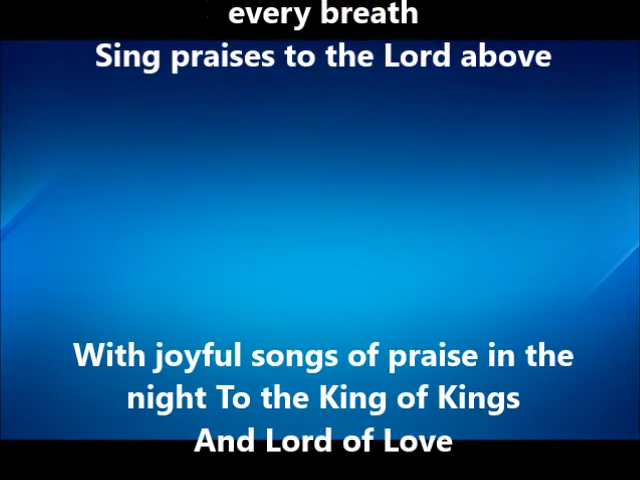 every breath
Sing praises to the Lord above
With joyful songs of praise in the
night To the King of Kings
And Lord of Love